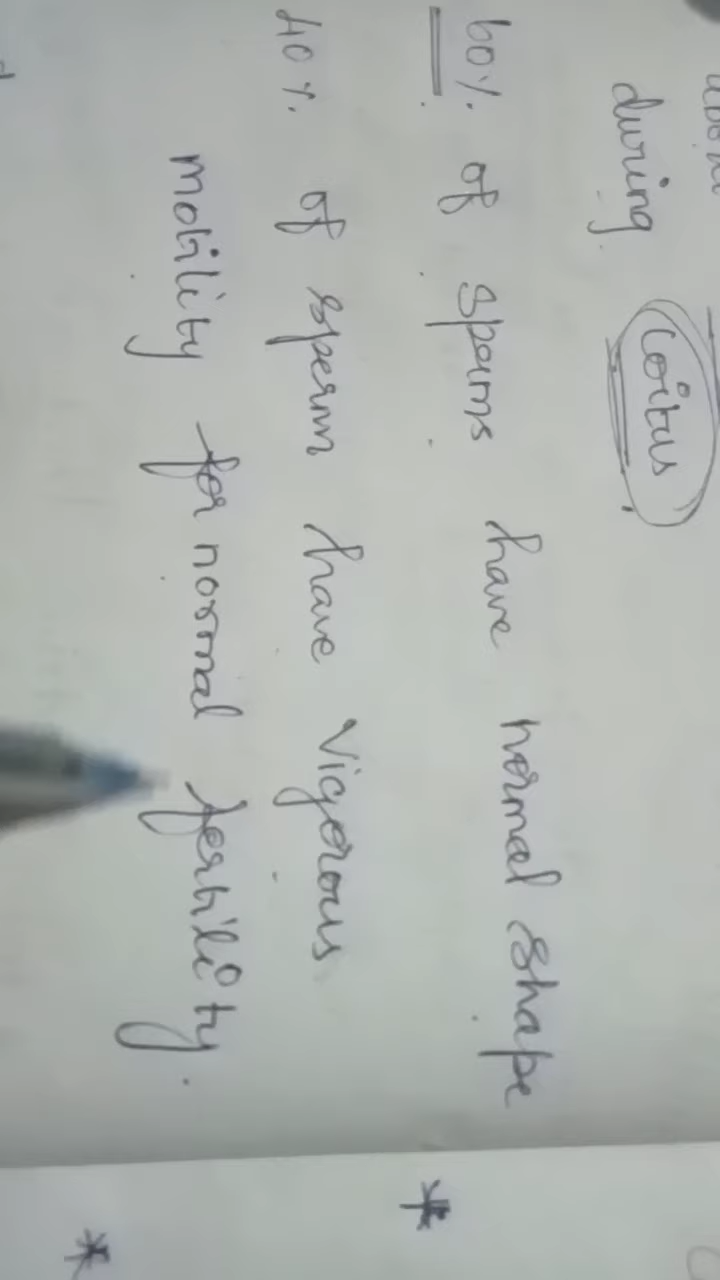 during coitus.
60% of sperms have normal shape
40% of sperm have vigorous
mobility for normal fertility.
*
*